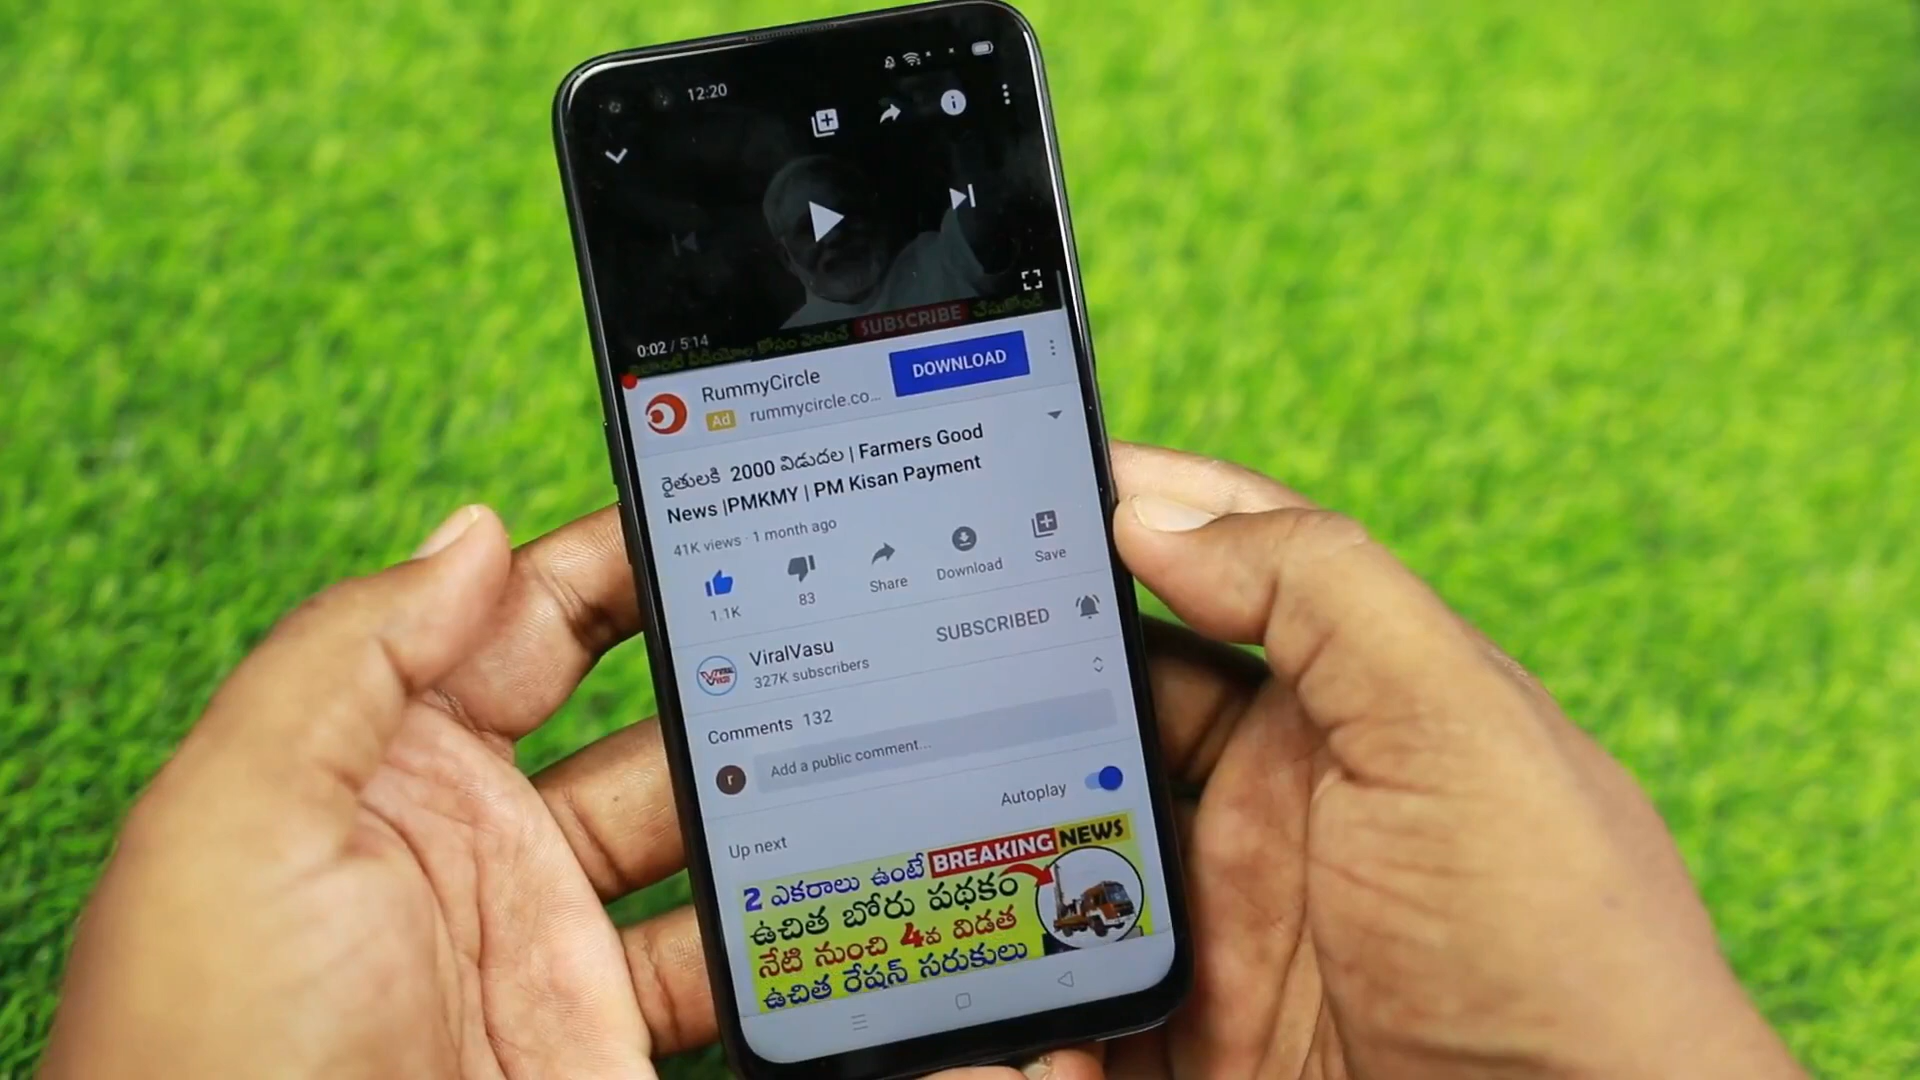 12:20
SUBSCRIBE చేసుకోండి
0:02 / 5:14
వీడియోల కోసం వెంటనే
RummyCircle
DOWNLOAD
Ad rummycircle.co...
రైతులకి 2000 విడుదల | Farmers Good
News |PMKMY | PM Kisan Payment
41K views · 1 month ago
1.1K
83
Share
Download
Save
ViralVasu
327K subscribers
SUBSCRIBED
Comments 132
r
Add a public comment...
Autoplay
Up next
BREAKING NEWS
2 ఎకరాలు ఉంటే
ఉచిత బోరు పథకం
నేటి నుంచి 4వ విడత
ఉచిత రేషన్ సరుకులు